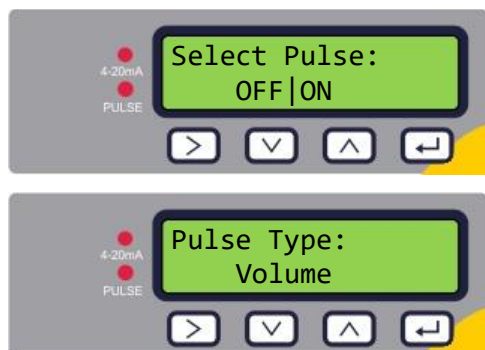 4-20mA
PULSE
Select Pulse:
OFF|ON
4-20mA
PULSE
Pulse Type:
Volume